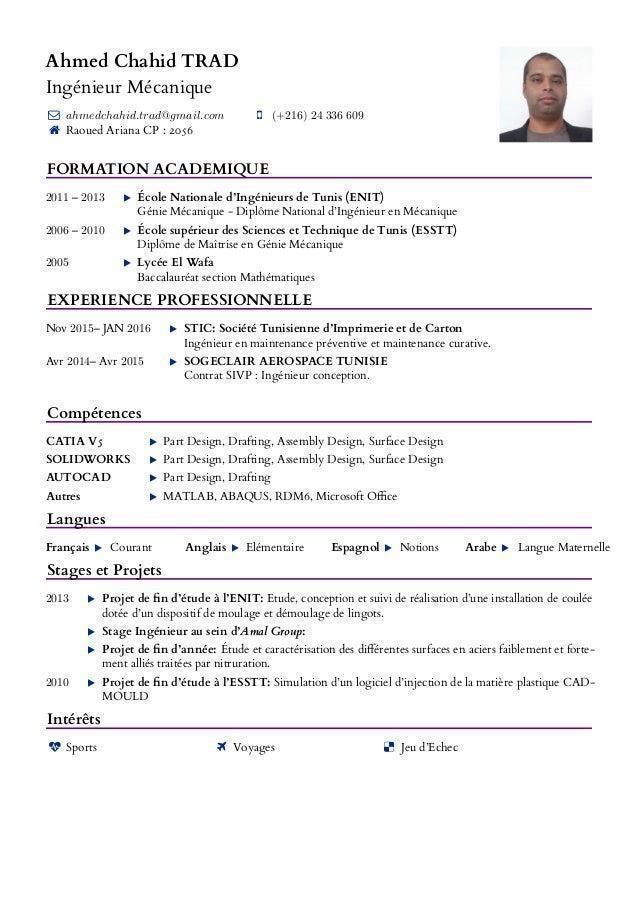 Ahmed Chahid TRAD
Ingénieur Mécanique
ahmedchahid.trad@gmail.com (+216) 24 336 609
Raoued Ariana CP : 2056
FORMATION ACADEMIQUE
2011 – 2013 École Nationale d'Ingénieurs de Tunis (ENIT)
Génie Mécanique - Diplôme National d'Ingénieur en Mécanique
2006 – 2010 École supérieur des Sciences et Technique de Tunis (ESSTT)
Diplôme de Maîtrise en Génie Mécanique
2005 Lycée El Wafa
Baccalauréat section Mathématiques
EXPERIENCE PROFESSIONNELLE
Nov 2015– JAN 2016 STIC: Société Tunisienne d'Imprimerie et de Carton
Ingénieur en maintenance préventive et maintenance curative.
Avr 2014– Avr 2015 SOGECLAIR AEROSPACE TUNISIE
Contrat SIVP : Ingénieur conception.
Compétences
CATIA V5 Part Design, Drafting, Assembly Design, Surface Design
SOLIDWORKS Part Design, Drafting, Assembly Design, Surface Design
AUTOCAD Part Design, Drafting
Autres MATLAB, ABAQUS, RDM6, Microsoft Office
Langues
Français Courant Anglais Elémentaire Espagnol Notions Arabe Langue Maternelle
Stages et Projets
2013 Projet de fin d'étude à l'ENIT: Etude, conception et suivi de réalisation d'une installation de coulée
dotée d'un dispositif de moulage et démoulage de lingots.
Stage Ingénieur au sein d'Amal Group:
Projet de fin d'année: Étude et caractérisation des différentes surfaces en aciers faiblement et forte-
ment alliés traitées par nitruration.
2010 Projet de fin d'étude à l'ESSTT: Simulation d'un logiciel d'injection de la matière plastique CAD-
MOULD
Intérêts
Sports Voyages Jeu d'Echec